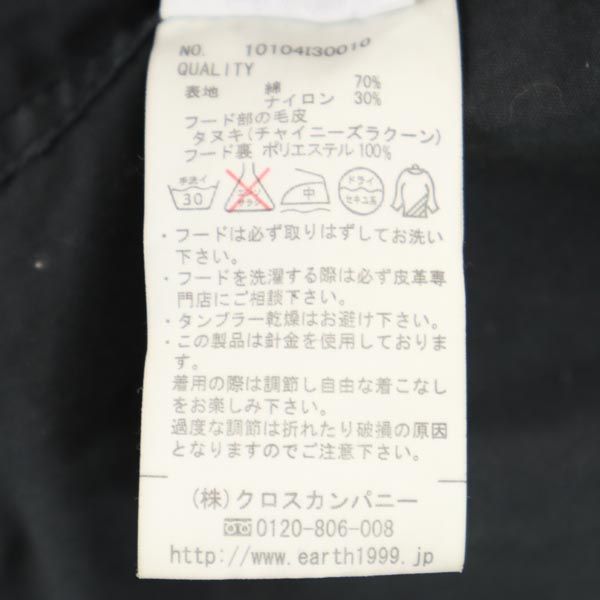 NO. 10104I30010
QUALITY
表地 綿 70%
ナイロン 30%
フード部の毛皮
タヌキ(チャイニーズラクーン)
フード裏 ポリエステル100%
手洗イ 30 エンソ サラシ 中 ドライ セキユ系
・フードは必ず取りはずしてお洗い
下さい。
・フードを洗濯する際は必ず皮革専
門店にご相談下さい。
・タンブラー乾燥はお避け下さい。
・この製品は針金を使用しておりま
す。
着用の際は調節し自由な着こなし
をお楽しみ下さい。
過度な調節は折れたり破損の原因
となりますのでご注意下さい。
(株)クロスカンパニー
0120-806-008
http://www.earth1999.jp